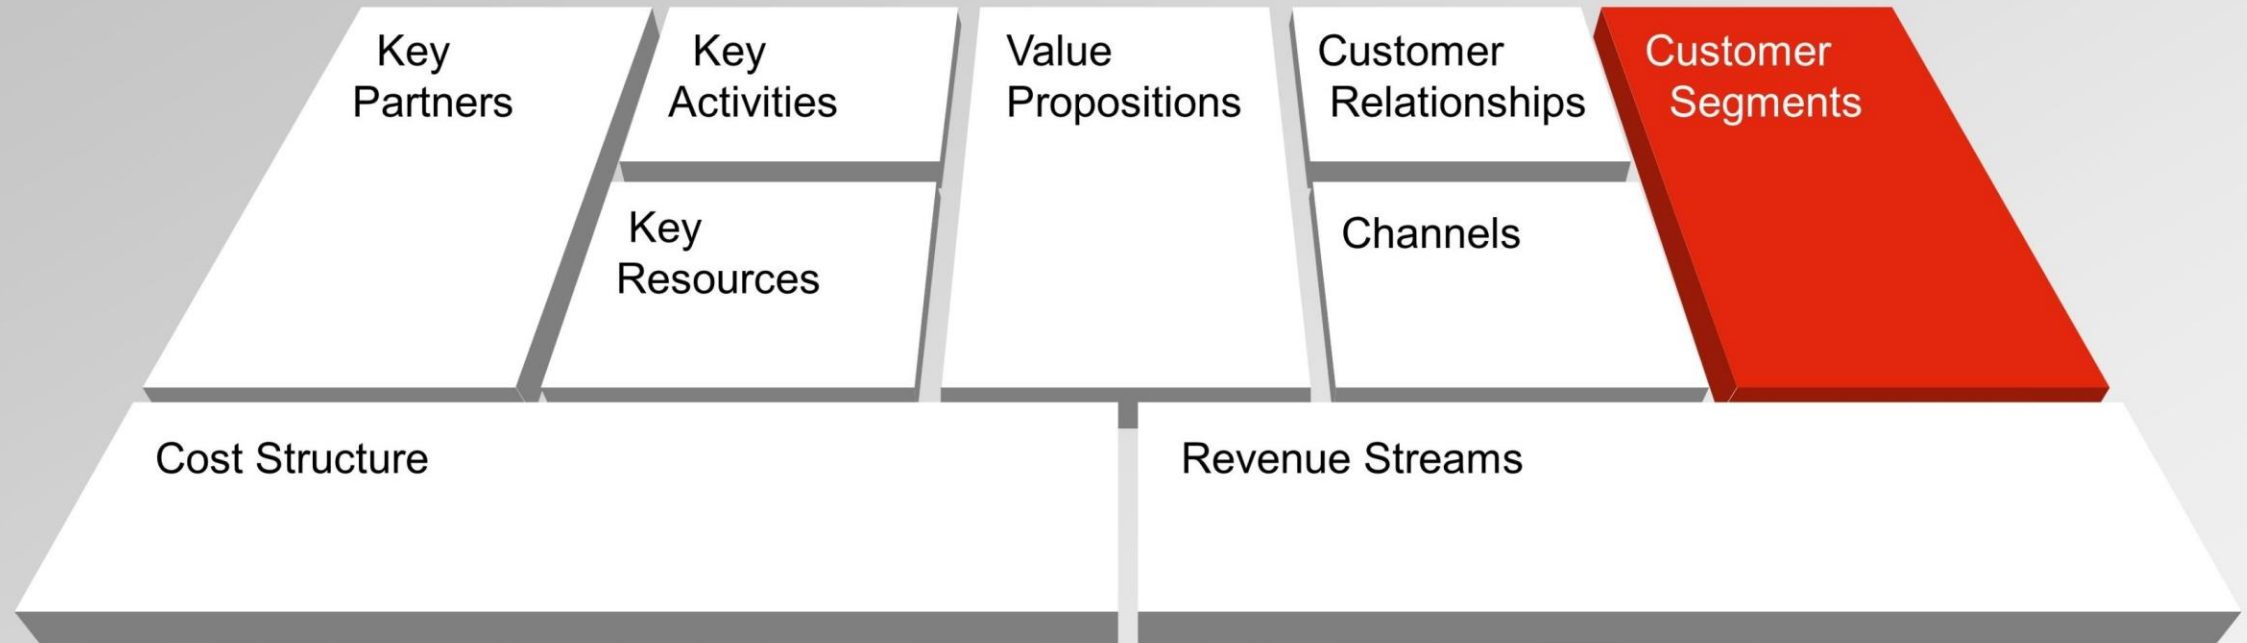 Key
Partners
Key
Activities
Key
Resources
Value
Propositions
Customer
Relationships
Channels
Customer
Segments
Cost Structure
Revenue Streams